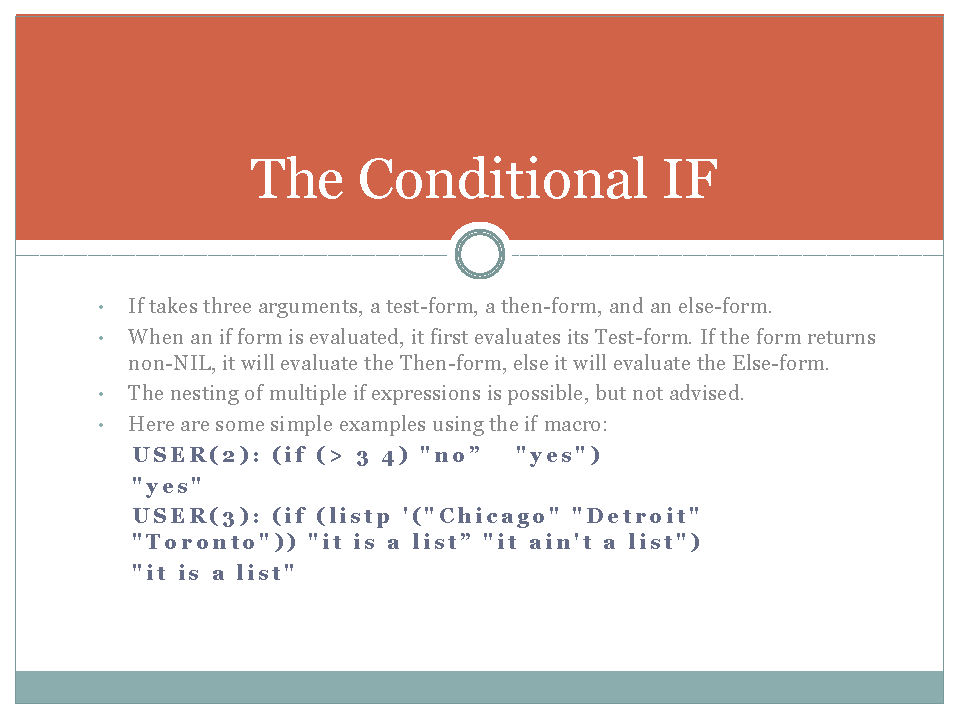 The Conditional IF
• If takes three arguments, a test-form, a then-form, and an else-form.
• When an if form is evaluated, it first evaluates its Test-form. If the form returns
non-NIL, it will evaluate the Then-form, else it will evaluate the Else-form.
• The nesting of multiple if expressions is possible, but not advised.
• Here are some simple examples using the if macro:
USER(2): (if (> 3 4) "no” "yes")
"yes"
USER(3): (if (listp '("Chicago" "Detroit"
"Toronto")) "it is a list” "it ain't a list")
"it is a list"